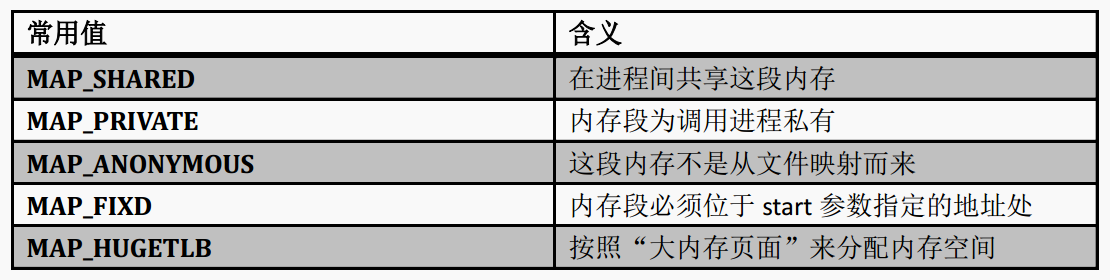 常用值 含义
MAP_SHARED 在进程间共享这段内存
MAP_PRIVATE 内存段为调用进程私有
MAP_ANONYMOUS 这段内存不是从文件映射而来
MAP_FIXD 内存段必须位于 start 参数指定的地址处
MAP_HUGETLB 按照“大内存页面”来分配内存空间